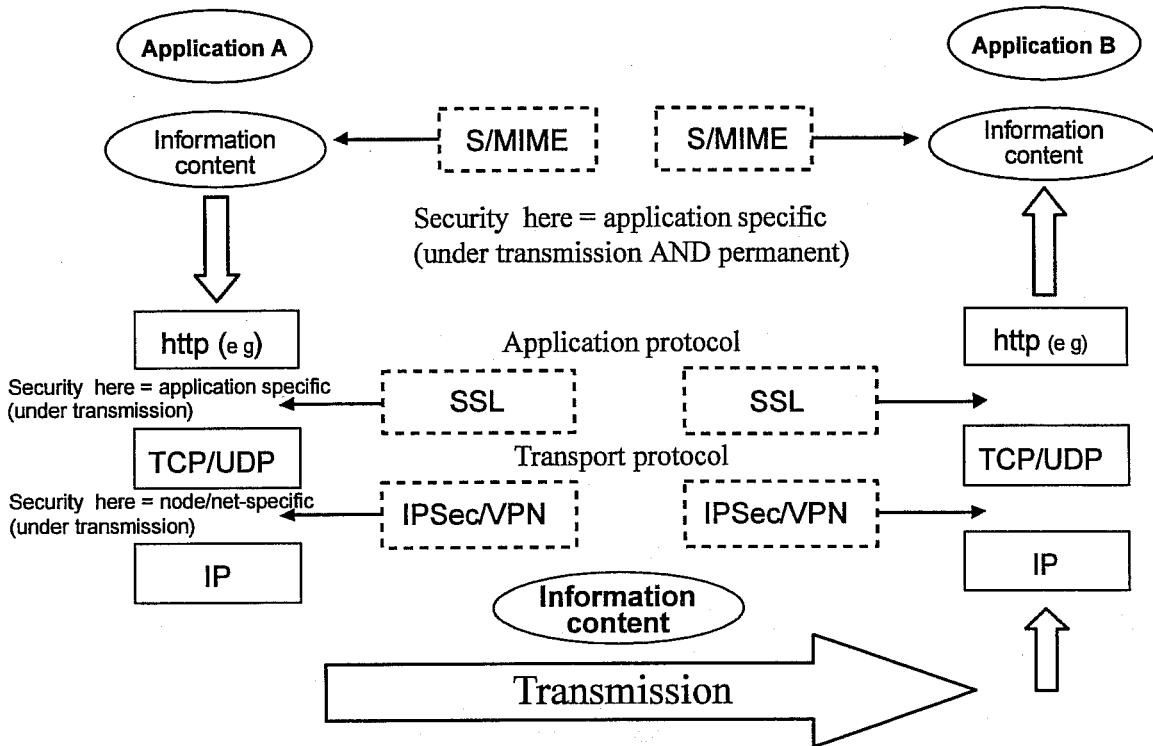 Application A
Application B
Information
content
S/MIME
S/MIME
Information
content
Security here = application specific
(under transmission AND permanent)
http (e g)
Application protocol
http (e g)
Security here = application specific
(under transmission)
SSL
SSL
TCP/UDP
Transport protocol
TCP/UDP
Security here = node/net-specific
(under transmission)
IPSec/VPN
IPSec/VPN
IP
IP
Information
content
Transmission